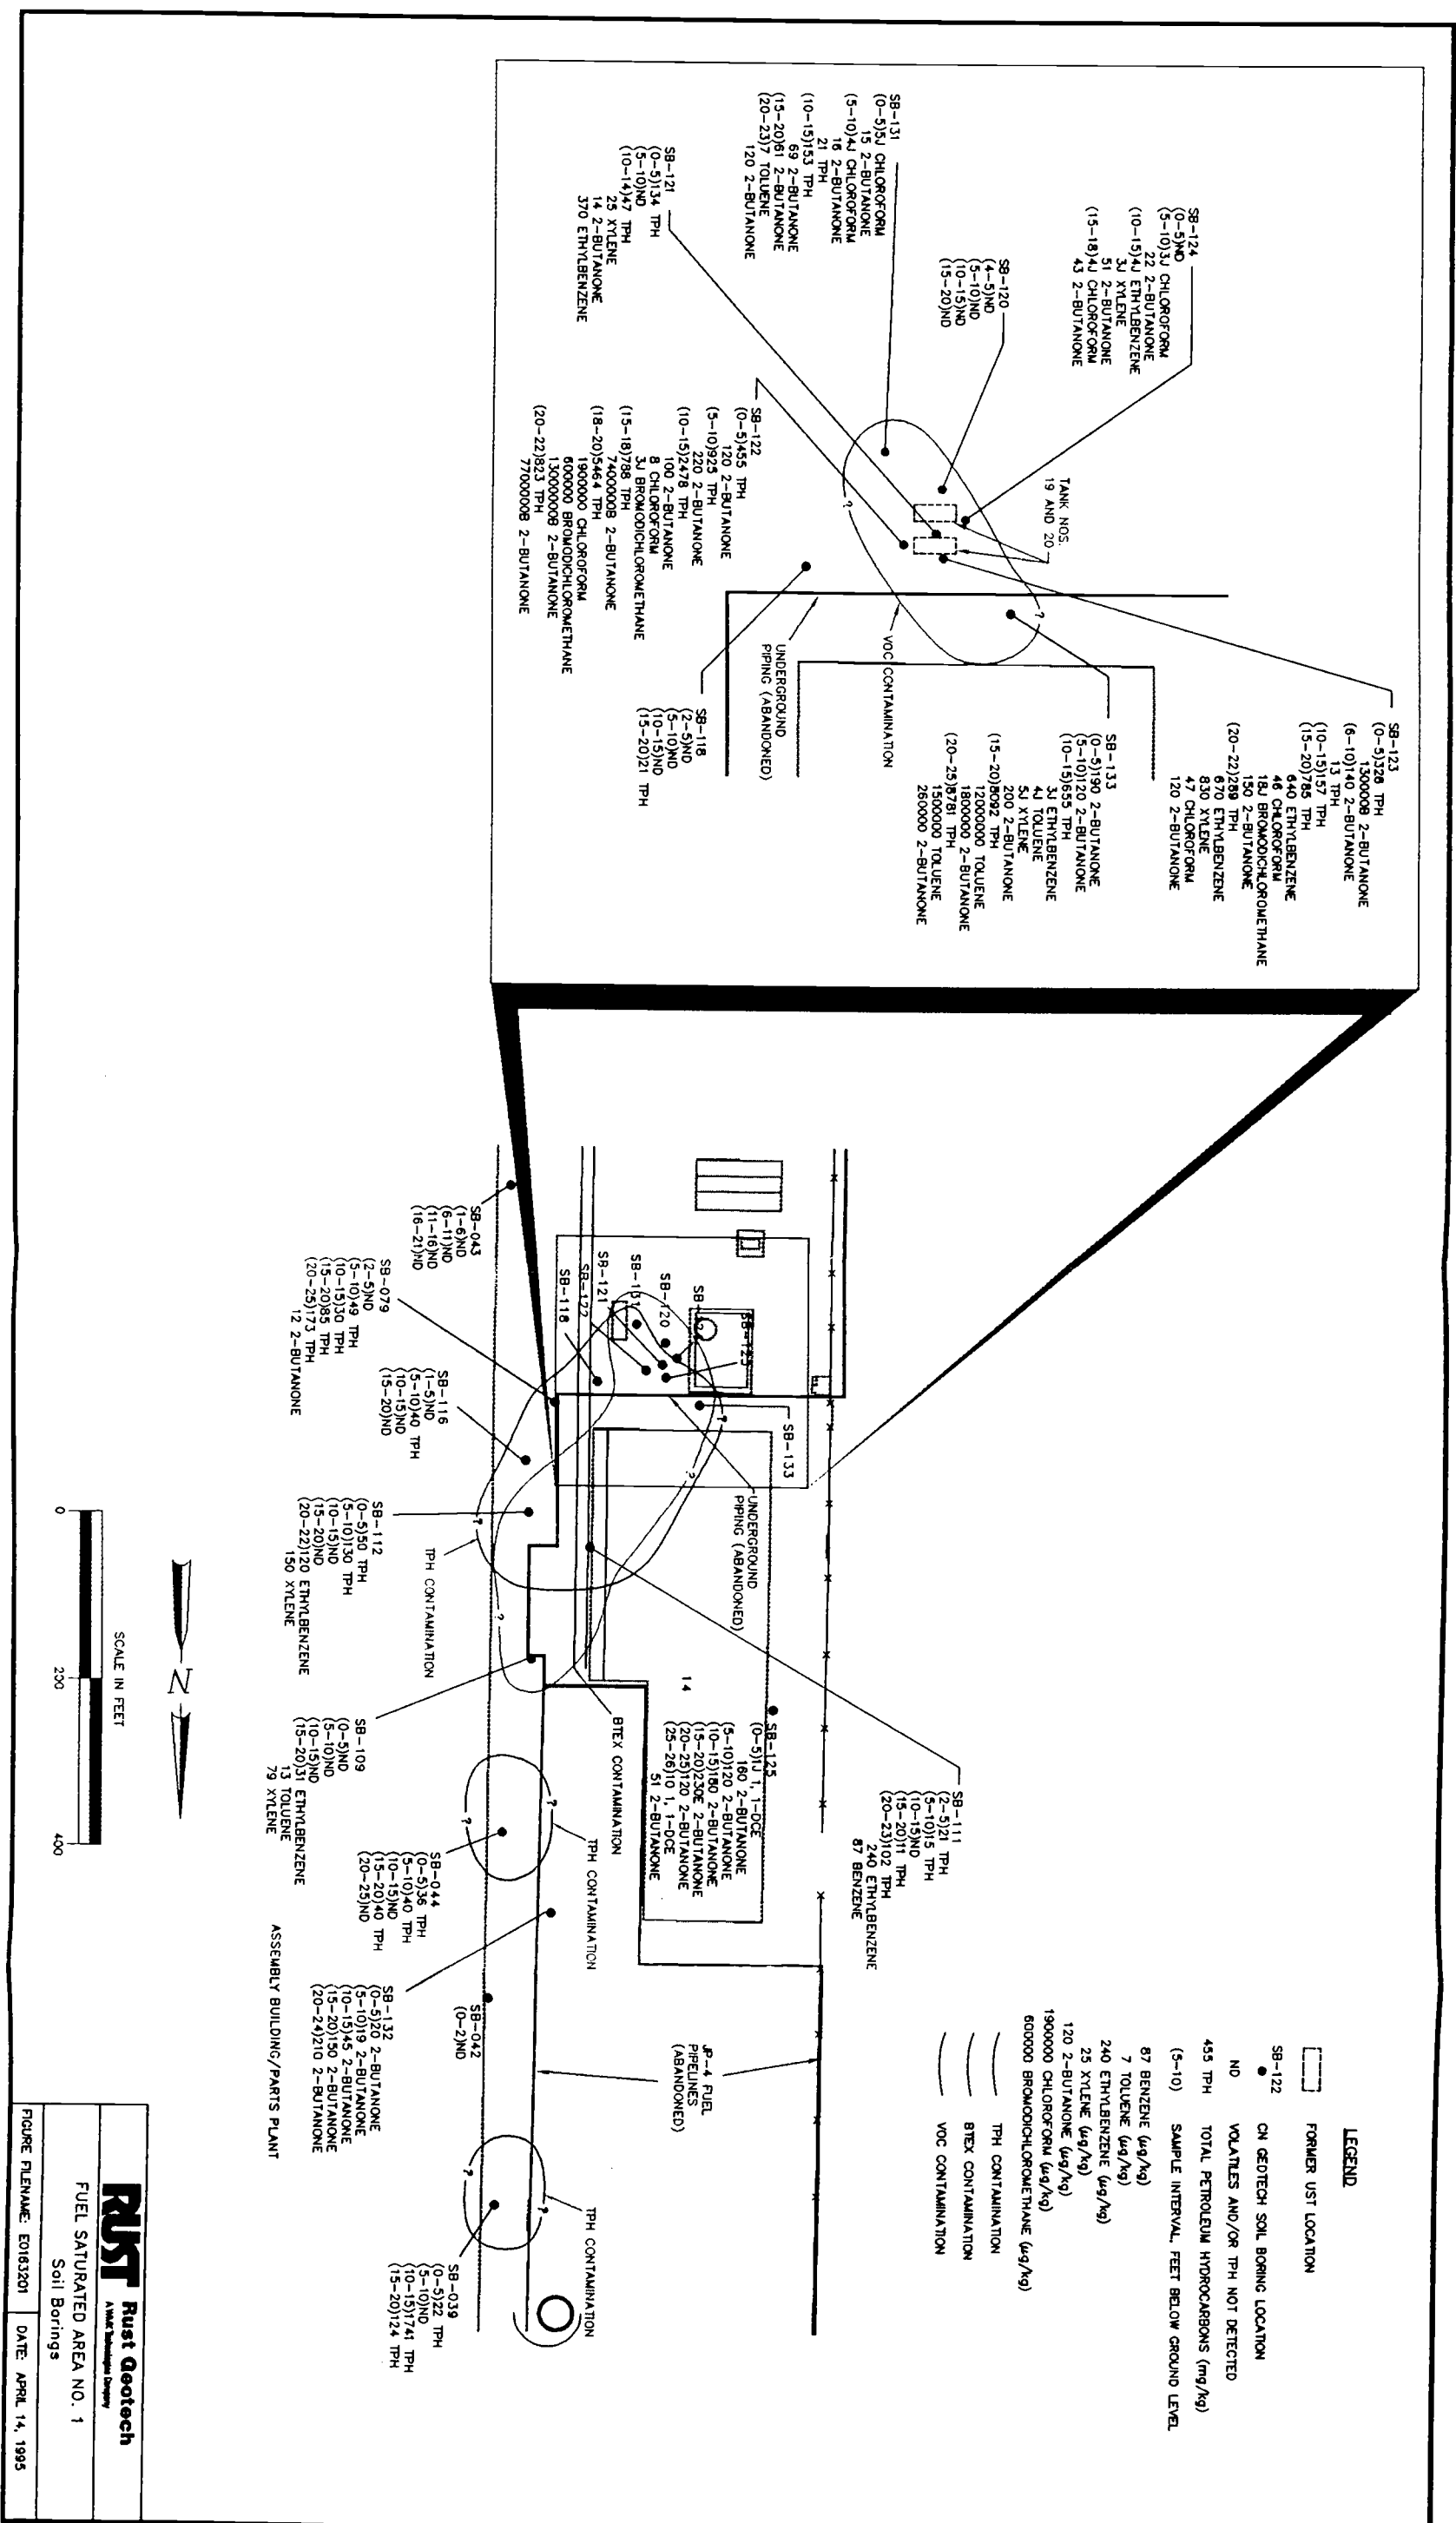 SB-131
(0-5)5J CHLOROFORM
15 2-BUTANONE
(5-10)4J CHLOROFORM
16 2-BUTANONE
21 TPH
(10-15)153 TPH
69 2-BUTANONE
(15-20)61 2-BUTANONE
(20-23)7 TOLUENE
120 2-BUTANONE
SB-121
(0-5)134 TPH
(5-10)ND
(10-14)47 TPH
25 XYLENE
14 2-BUTANONE
370 ETHYLBENZENE
SB-124
(0-5)ND
(5-10)3J CHLOROFORM
22 2-BUTANONE
(10-15)4J ETHYLBENZENE
3J XYLENE
51 2-BUTANONE
(15-18)4J CHLOROFORM
43 2-BUTANONE
SB-120
(4-5)ND
(5-10)ND
(10-15)ND
(15-20)ND
SB-122
(0-5)455 TPH
120 2-BUTANONE
(5-10)925 TPH
220 2-BUTANONE
(10-15)2478 TPH
100 2-BUTANONE
8 CHLOROFORM
3J BROMODICHLOROMETHANE
(15-18)788 TPH
7400000B 2-BUTANONE
(18-20)5464 TPH
1900000 CHLOROFORM
600000 BROMODICHLOROMETHANE
13000000B 2-BUTANONE
(20-22)823 TPH
7700000B 2-BUTANONE
TANK NOS.
19 AND 20
?
?
VOC CONTAMINATION
UNDERGROUND
PIPING (ABANDONED)
SB-118
(2-5)ND
(5-10)ND
(10-15)ND
(15-20)21 TPH
SB-133
(0-5)190 2-BUTANONE
(5-10)120 2-BUTANONE
(10-15)655 TPH
3J ETHYLBENZENE
4J TOLUENE
5J XYLENE
200 2-BUTANONE
(15-20)8092 TPH
1200000 TOLUENE
1800000 2-BUTANONE
(20-25)8781 TPH
1500000 TOLUENE
260000 2-BUTANONE
SB-123
(0-5)328 TPH
130000B 2-BUTANONE
(6-10)140 2-BUTANONE
13 TPH
(10-15)157 TPH
(15-20)785 TPH
640 ETHYLBENZENE
46 CHLOROFORM
18J BROMODICHLOROMETHANE
150 2-BUTANONE
(20-22)289 TPH
670 ETHYLBENZENE
830 XYLENE
47 CHLOROFORM
120 2-BUTANONE
SB-043
(1-6)ND
(6-11)ND
(11-16)ND
(16-21)ND
SB-079
(2-5)ND
(5-10)49 TPH
(10-15)30 TPH
(15-20)85 TPH
(20-25)173 TPH
12 2-BUTANONE
SB-118
SB-122
SB-121
SB-131
SB-120
SB-133
UNDERGROUND
PIPING (ABANDONED)
SB-116
(1-5)ND
(5-10)40 TPH
(10-15)ND
(15-20)ND
SB-112
(0-5)50 TPH
(5-10)130 TPH
(10-15)ND
(15-20)ND
(20-22)120 ETHYLBENZENE
150 XYLENE
TPH CONTAMINATION
?
?
?
?
SB-109
(0-5)ND
(5-10)ND
(10-15)ND
(15-20)31 ETHYLBENZENE
13 TOLUENE
79 XYLENE
BTEX CONTAMINATION
14
SB-125
(0-5)1J 1, 1-DCE
160 2-BUTANONE
(5-10)120 2-BUTANONE
(10-15)180 2-BUTANONE
(15-20)230E 2-BUTANONE
(20-25)120 2-BUTANONE
(25-26)10 1, 1-DCE
51 2-BUTANONE
SB-111
(2-5)21 TPH
(5-10)15 TPH
(10-15)ND
(15-20)11 TPH
(20-23)102 TPH
240 ETHYLBENZENE
87 BENZENE
TPH CONTAMINATION
?
?
SB-044
(0-5)36 TPH
(5-10)40 TPH
(10-15)ND
(15-20)40 TPH
(20-25)ND
SB-132
(0-5)20 2-BUTANONE
(5-10)19 2-BUTANONE
(10-15)45 2-BUTANONE
(15-20)150 2-BUTANONE
(20-24)210 2-BUTANONE
SB-042
(0-2)ND
JP-4 FUEL
PIPELINES
(ABANDONED)
TPH CONTAMINATION
?
?
SB-039
(0-5)22 TPH
(5-10)ND
(10-15)1741 TPH
(15-20)124 TPH
ASSEMBLY BUILDING/PARTS PLANT
N
0 200 400
SCALE IN FEET
LEGEND
FORMER UST LOCATION
SB-122 CN GEOTECH SOIL BORING LOCATION
ND VOLATILES AND/OR TPH NOT DETECTED
455 TPH TOTAL PETROLEUM HYDROCARBONS (mg/kg)
(5-10) SAMPLE INTERVAL, FEET BELOW GROUND LEVEL
87 BENZENE (µg/kg)
7 TOLUENE (µg/kg)
240 ETHYLBENZENE (µg/kg)
25 XYLENE (µg/kg)
120 2-BUTANONE (µg/kg)
1900000 CHLOROFORM (µg/kg)
600000 BROMODICHLOROMETHANE (µg/kg)
TPH CONTAMINATION
BTEX CONTAMINATION
VOC CONTAMINATION
RUST Rust Geotech
FUEL SATURATED AREA NO. 1
Soil Borings
FIGURE FILENAME: E0163201 DATE: APRIL 14, 1995